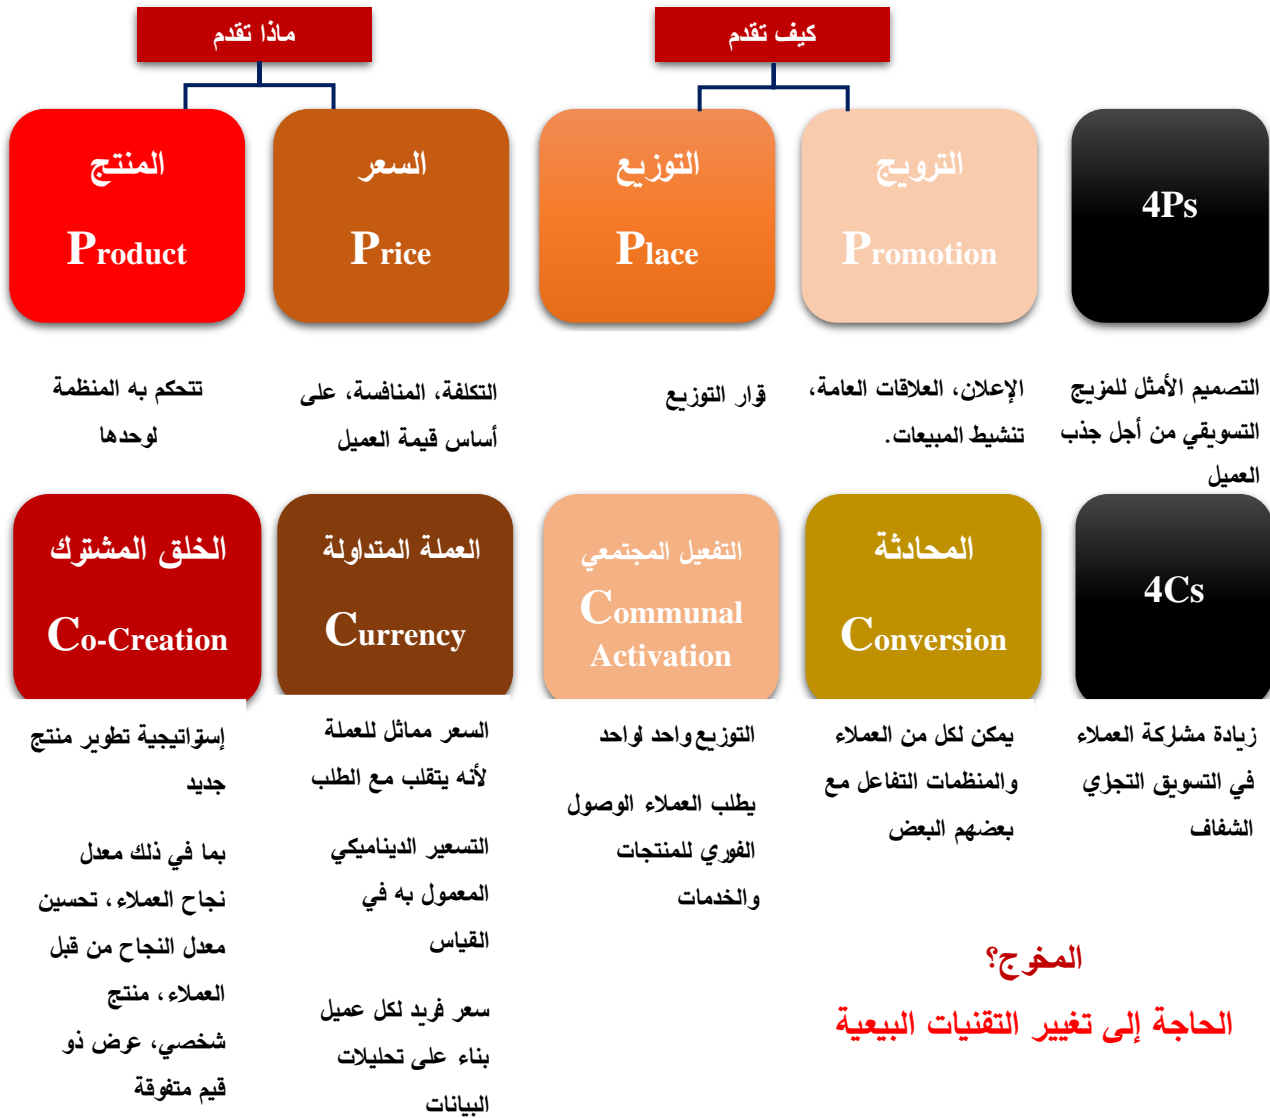 ماذا تقدم
كيف تقدم
المنتج
Product
السعر
Price
التوزيع
Place
الترويج
Promotion
4Ps
تتحكم به المنظمة
لوحدها
التكلفة، المنافسة، على
أساس قيمة العميل
قرار التوزيع
الإعلان، العلاقات العامة،
تنشيط المبيعات.
التصميم الأمثل للمزيج
التسويقي من أجل جذب
العميل
الخلق المشترك
Co-Creation
العملة المتداولة
Currency
التفعيل المجتمعي
Communal
Activation
المحادثة
Conversion
4Cs
إستراتيجية تطوير منتج
جديد
بما في ذلك معدل
نجاح العملاء، تحسين
معدل النجاح من قبل
العملاء، منتج
شخصي، عرض ذو
قيم متفوقة
السعر مماثل للعملة
لأنه يتقلب مع الطلب
التسعير الديناميكي
المعمول به في
القياس
سعر فريد لكل عميل
بناء على تحليلات
البيانات
التوزيع واحد لواحد
يطلب العملاء الوصول
الفوري للمنتجات
والخدمات
يمكن لكل من العملاء
والمنظمات التفاعل مع
بعضهم البعض
زيادة مشاركة العملاء
في التسويق التجاري
الشفاف
المخرج؟
الحاجة إلى تغيير التقنيات البيعية